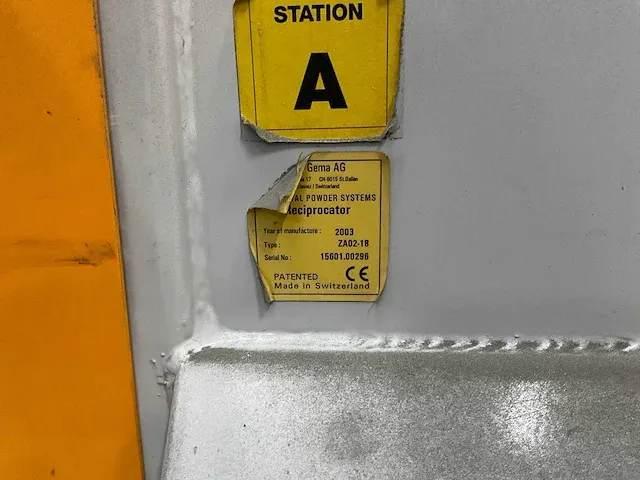 STATION
A
Gema AG
17 CH-9015 St.Gallen
Switzerland
POWDER SYSTEMS
Reciprocator
Year of manufacture : 2003
Type : ZA02-18
Serial No : 15601.00296
PATENTED CE
Made in Switzerland